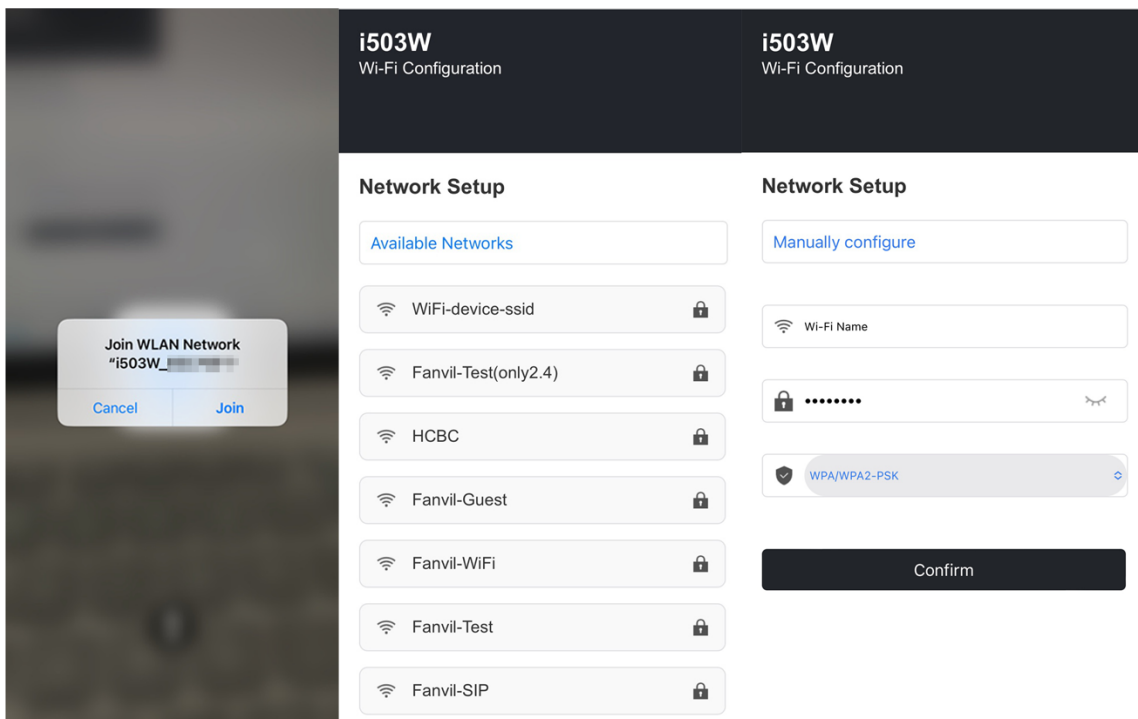 Join WLAN Network
“i503W_
Cancel
Join
i503W
Wi-Fi Configuration
Network Setup
Available Networks
WiFi-device-ssid
Fanvil-Test(only2.4)
HCBC
Fanvil-Guest
Fanvil-WiFi
Fanvil-Test
Fanvil-SIP
i503W
Wi-Fi Configuration
Network Setup
Manually configure
Wi-Fi Name
••••••••
WPA/WPA2-PSK
Confirm